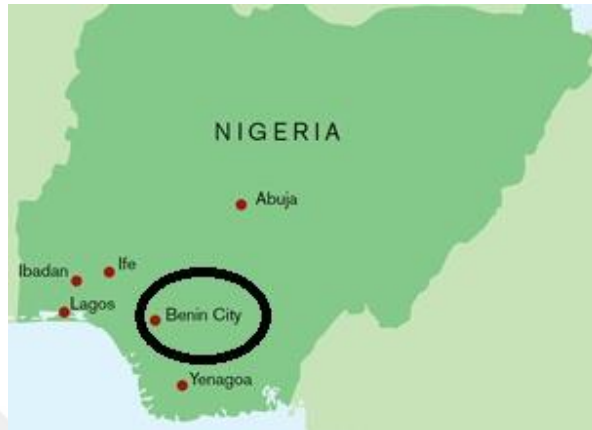 NIGERIA
Abuja
Ife
Ibadan
Lagos
Benin City
Yenagoa